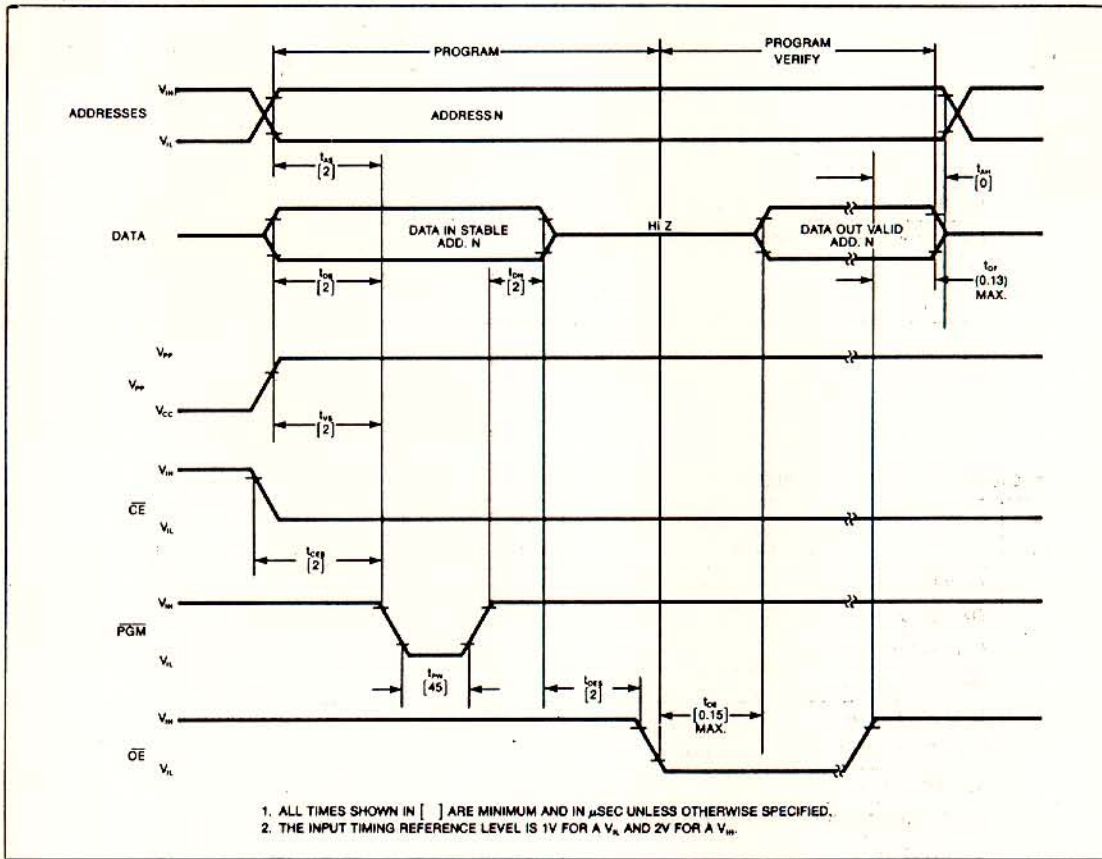 PROGRAM
PROGRAM
VERIFY
ADDRESSES
VIH
VIL
ADDRESS N
tAS
[2]
tAH
[0]
DATA
DATA IN STABLE
ADD. N
HI Z
DATA OUT VALID
ADD. N
tDS
[2]
tDH
[2]
tDF
(0.13)
MAX.
VPP
VPP
VCC
tVS
[2]
VIH
CE
VIL
tCES
[2]
VIH
PGM
VIL
tPW
[45]
tOES
[2]
tOE
[0.15]
MAX.
VIH
OE
VIL
1. ALL TIMES SHOWN IN [ ] ARE MINIMUM AND IN µSEC UNLESS OTHERWISE SPECIFIED.
2. THE INPUT TIMING REFERENCE LEVEL IS 1V FOR A VIL AND 2V FOR A VIH.